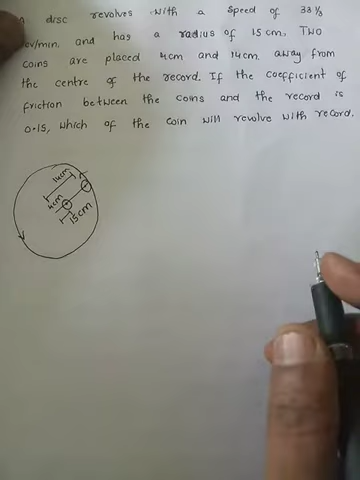 disc revolves with a speed of 33 1/3
rev/min, and has a radius of 15 cm. Two
coins are placed 4cm and 14cm, away from
the centre of the record. If the coefficient of
friction between the coins and the record is
0.15, which of the coin will revolve with record.
14cm
4cm
15cm